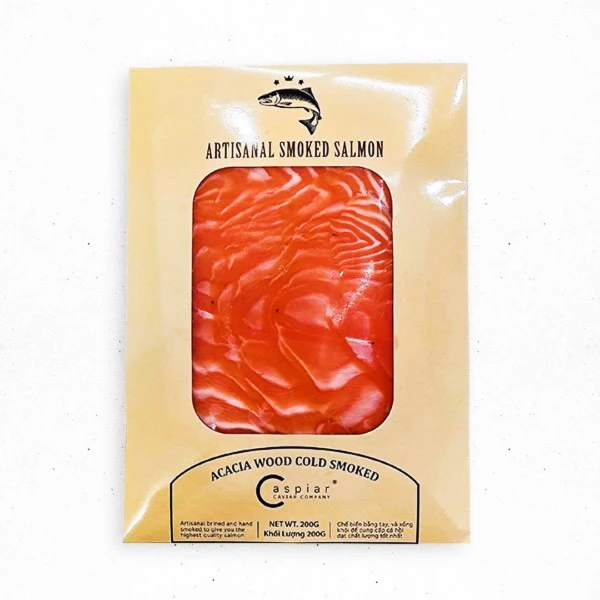 ARTISANAL SMOKED SALMON
ACACIA WOOD COLD SMOKED
Caspiar®
CAVIAR COMPANY
Artisanal brined and hand
smoked to give you the
highest quality salmon.
NET WT. 200G
Khối Lượng 200G
Chế biến bằng tay, và xông
khói để cung cấp cá hồi
đạt chất lượng tốt nhất